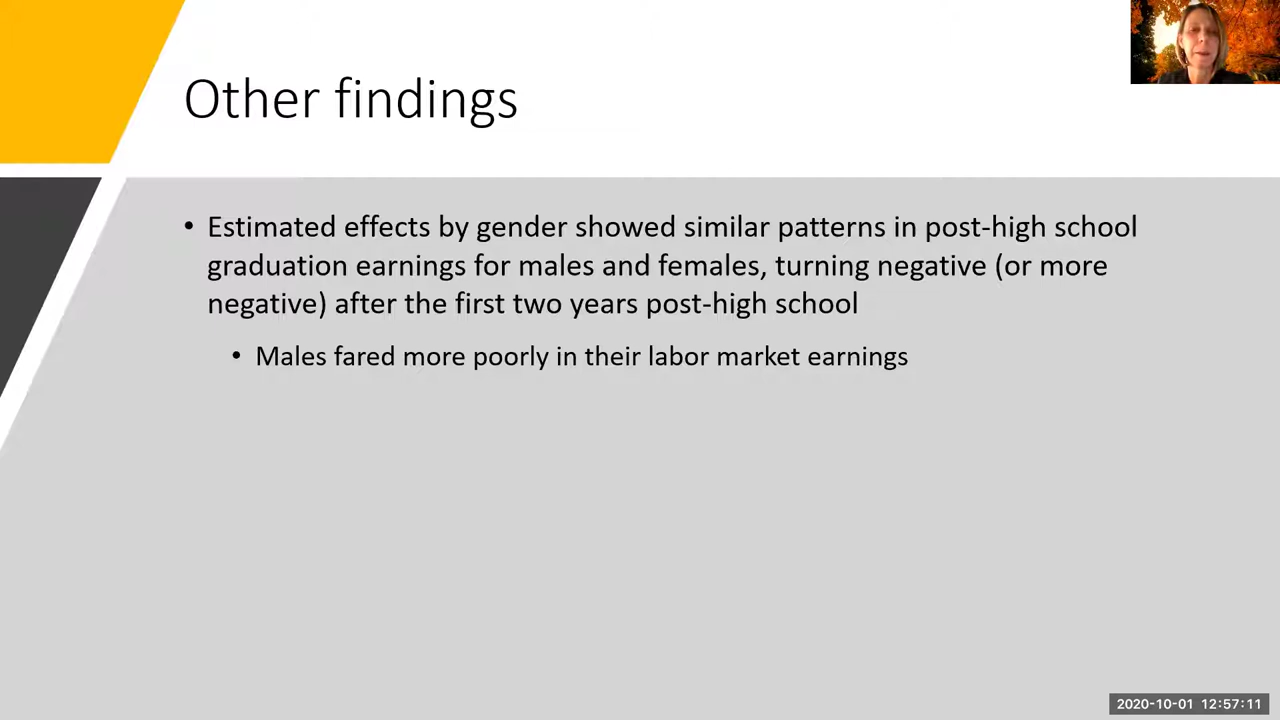 Other findings
• Estimated effects by gender showed similar patterns in post-high school
graduation earnings for males and females, turning negative (or more
negative) after the first two years post-high school
• Males fared more poorly in their labor market earnings
2020-10-01 12:57:11